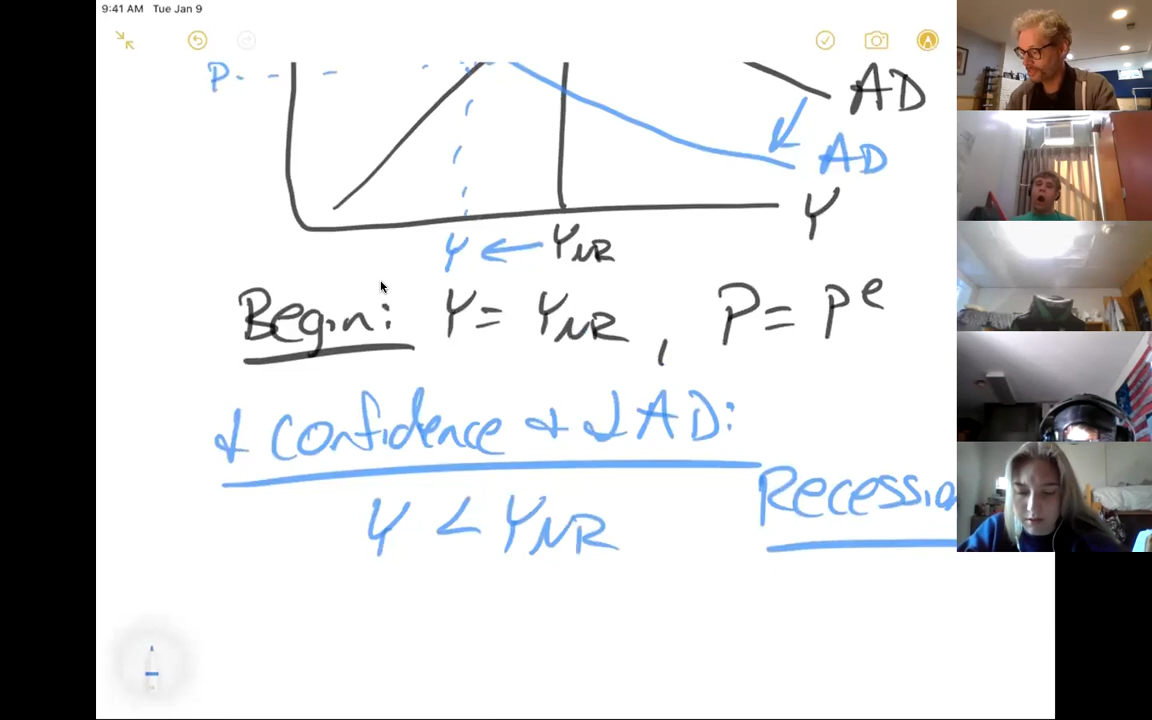 9:41 AM Tue Jan 9
P
AD
AD
Y
Y ← YNR
Begin: Y = YNR, P = Pe
↓ confidence + ↓ AD:
Y < YNR
Recessio